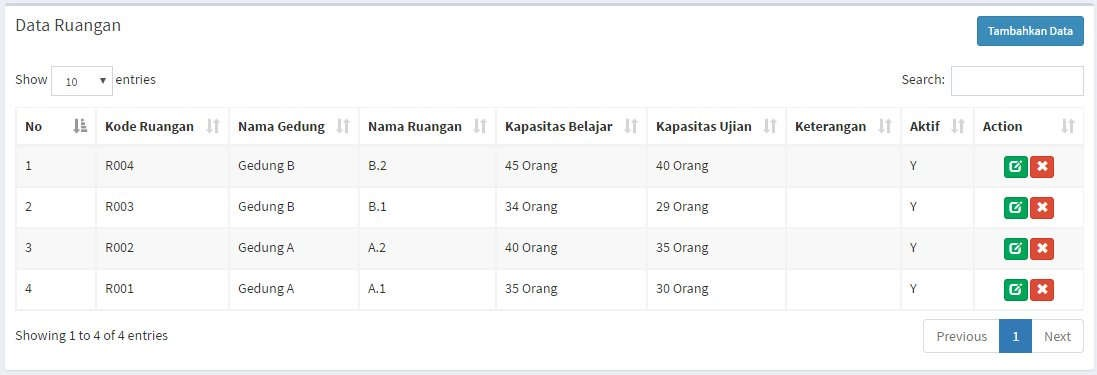 Data Ruangan
Tambahkan Data
Show 10 entries
Search:
No Kode Ruangan Nama Gedung Nama Ruangan Kapasitas Belajar Kapasitas Ujian Keterangan Aktif Action
1 R004 Gedung B B.2 45 Orang 40 Orang Y
2 R003 Gedung B B.1 34 Orang 29 Orang Y
3 R002 Gedung A A.2 40 Orang 35 Orang Y
4 R001 Gedung A A.1 35 Orang 30 Orang Y
Showing 1 to 4 of 4 entries
Previous 1 Next